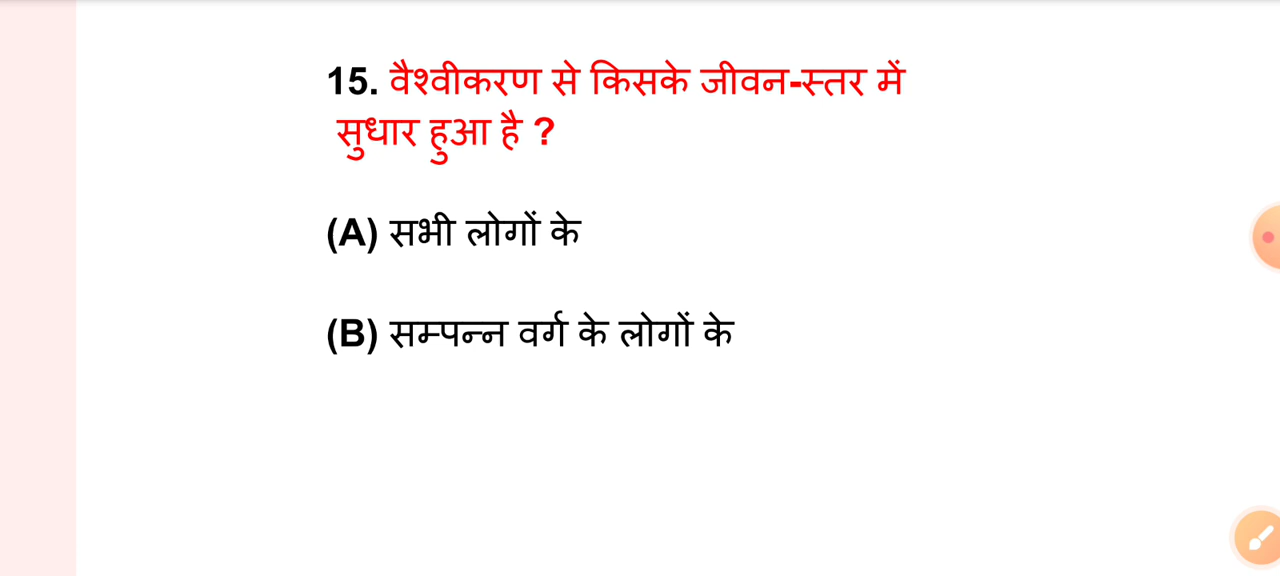 15. वैश्वीकरण से किसके जीवन-स्तर में
सुधार हुआ है ?
(A) सभी लोगों के
(B) सम्पन्न वर्ग के लोगों के